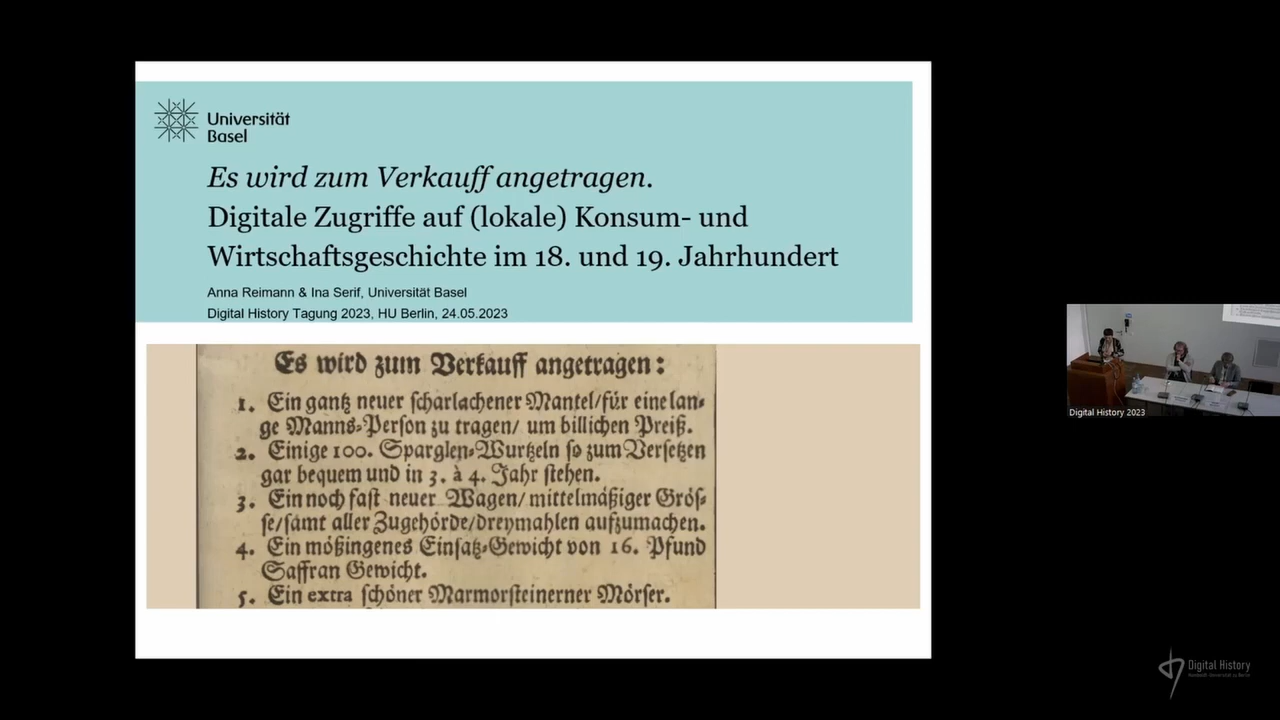 Universität
Basel
Es wird zum Verkauff angetragen.
Digitale Zugriffe auf (lokale) Konsum- und
Wirtschaftsgeschichte im 18. und 19. Jahrhundert
Anna Reimann & Ina Serif, Universität Basel
Digital History Tagung 2023, HU Berlin, 24.05.2023
Es wird zum Verkauff angetragen:
1. Ein gantz neuer scharlachener Mantel/für eine lan-
ge Manns-Person zu tragen/ um billichen Preiß.
2. Einige 100. Sparglen-Wurtzeln so zum Versetzen
gar bequem und in 3. à 4. Jahr stehen.
3. Ein noch fast neuer Wagen/ mittelmäßiger Grös-
se/samt aller Zugehörde/dreymahlen aufzumachen.
4. Ein mößingenes Einsatz-Gewicht von 16. Pfund
Saffran Gewicht.
5. Ein extra schöner Marmorsteinerner Mörser.
Digital History 2023
Digital History
Humboldt-Universität zu Berlin